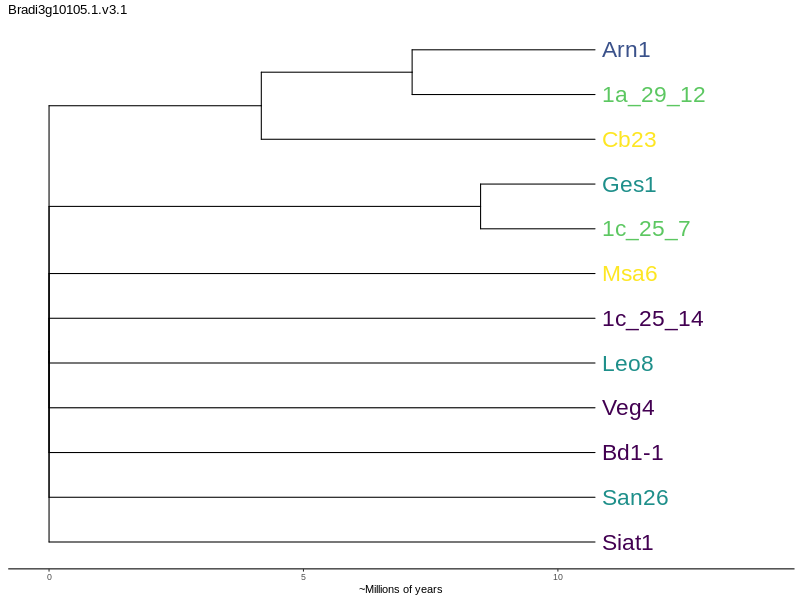 Bradi3g10105.1.v3.1
Arn1
1a_29_12
Cb23
Ges1
1c_25_7
Msa6
1c_25_14
Leo8
Veg4
Bd1-1
San26
Siat1
0 5 10
~Millions of years